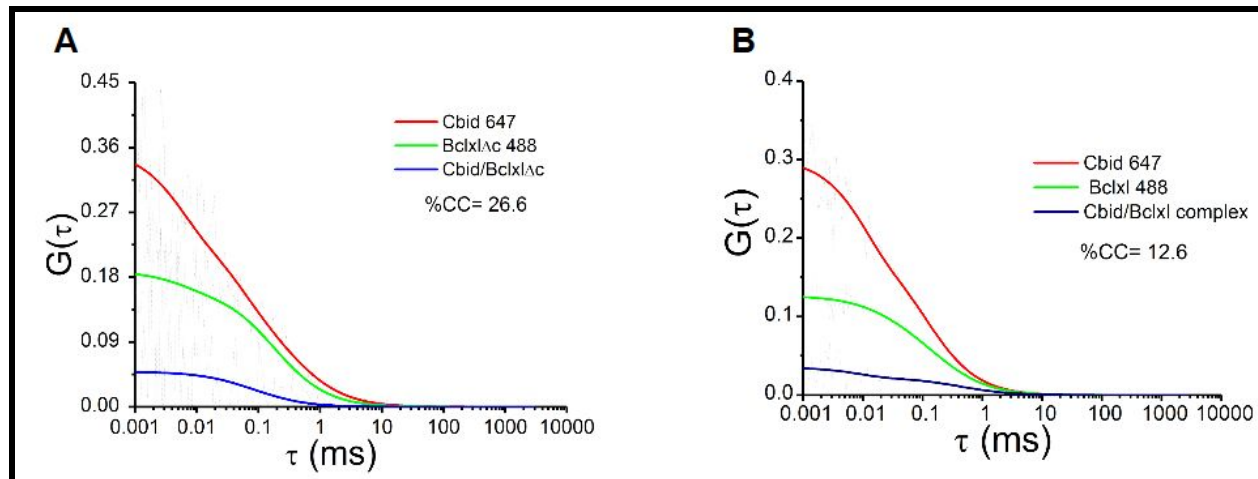 A
0.45
0.36
0.27
0.18
0.09
0.00
G(τ)
0.001 0.01 0.1 1 10 100 1000 10000
τ (ms)
Cbid 647
BclxlΔc 488
Cbid/BclxlΔc
%CC= 26.6
B
0.4
0.3
0.2
0.1
0.0
G(τ)
0.001 0.01 0.1 1 10 100 1000 10000
τ (ms)
Cbid 647
Bclxl 488
Cbid/Bclxl complex
%CC= 12.6